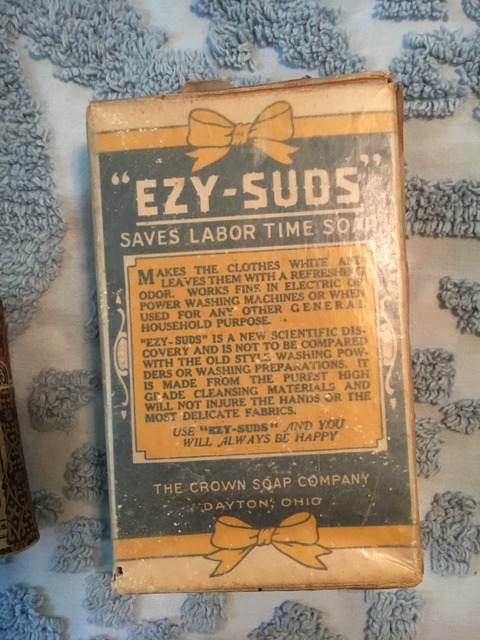 "EZY-SUDS"
SAVES LABOR TIME SOAP
MAKES THE CLOTHES WHITE AND
LEAVES THEM WITH A REFRESHING
ODOR. WORKS FINE IN ELECTRIC OR
POWER WASHING MACHINES OR WHEN
USED FOR ANY OTHER GENERAL
HOUSEHOLD PURPOSE.
"EZY-SUDS" IS A NEW SCIENTIFIC DIS-
COVERY AND IS NOT TO BE COMPARED
WITH THE OLD STYLE WASHING POW-
DERS OR WASHING PREPARATIONS. IT
IS MADE FROM THE PUREST HIGH
GRADE CLEANSING MATERIALS AND
WILL NOT INJURE THE HANDS OR THE
MOST DELICATE FABRICS.
USE "EZY-SUDS" AND YOU
WILL ALWAYS BE HAPPY
THE CROWN SOAP COMPANY
DAYTON, OHIO